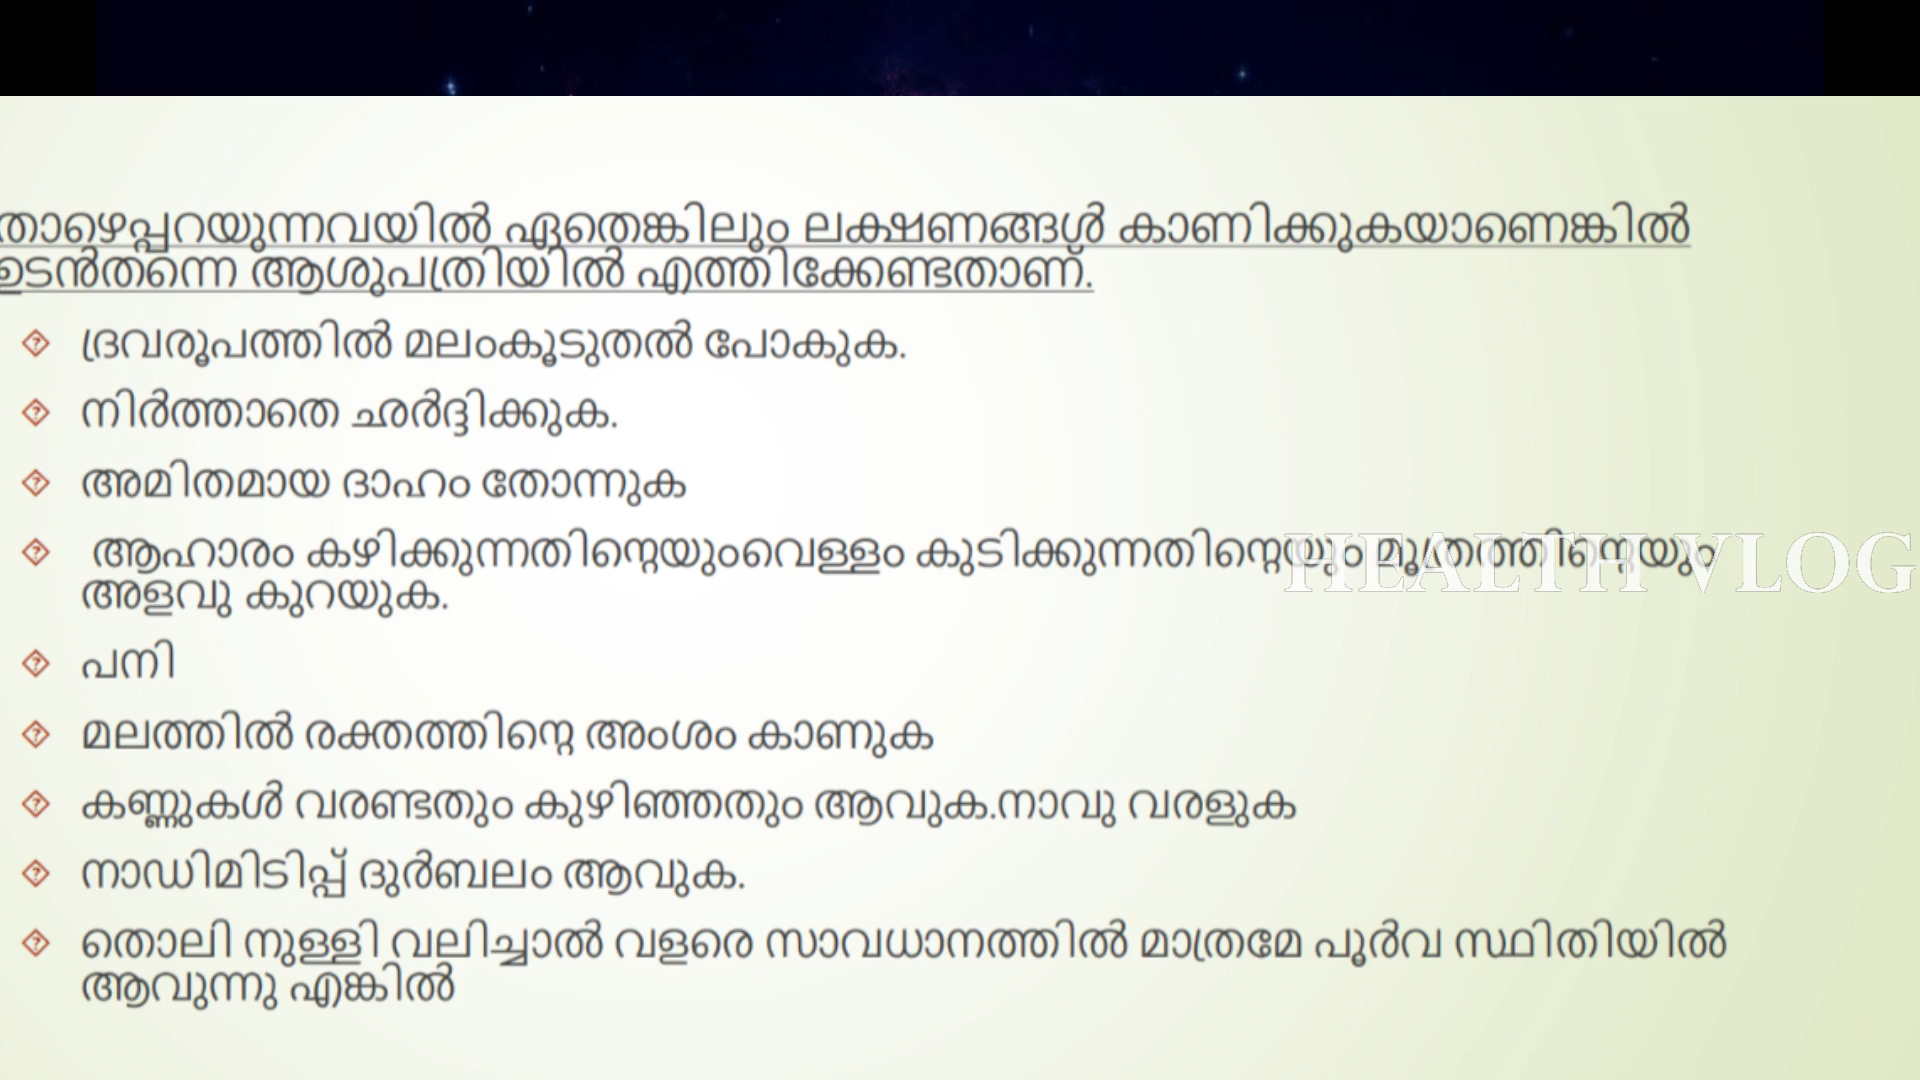 താഴെപ്പറയുന്നവയിൽ ഏതെങ്കിലും ലക്ഷണങ്ങൾ കാണിക്കുകയാണെങ്കിൽ
ഉടൻതന്നെ ആശുപത്രിയിൽ എത്തിക്കേണ്ടതാണ്.
ദ്രവരൂപത്തിൽ മലംകൂടുതൽ പോകുക.
നിർത്താതെ ഛർദ്ദിക്കുക.
അമിതമായ ദാഹം തോന്നുക
ആഹാരം കഴിക്കുന്നതിന്റെയുംവെള്ളം കുടിക്കുന്നതിന്റെയും മൂത്രത്തിന്റെയും
HEALTH VLOG
അളവു കുറയുക.
പനി
മലത്തിൽ രക്തത്തിന്റെ അംശം കാണുക
കണ്ണുകൾ വരണ്ടതും കുഴിഞ്ഞതും ആവുക.നാവു വരളുക
നാഡിമിടിപ്പ് ദുർബലം ആവുക.
തൊലി നുള്ളി വലിച്ചാൽ വളരെ സാവധാനത്തിൽ മാത്രമേ പൂർവ സ്ഥിതിയിൽ
ആവുന്നു എങ്കിൽ